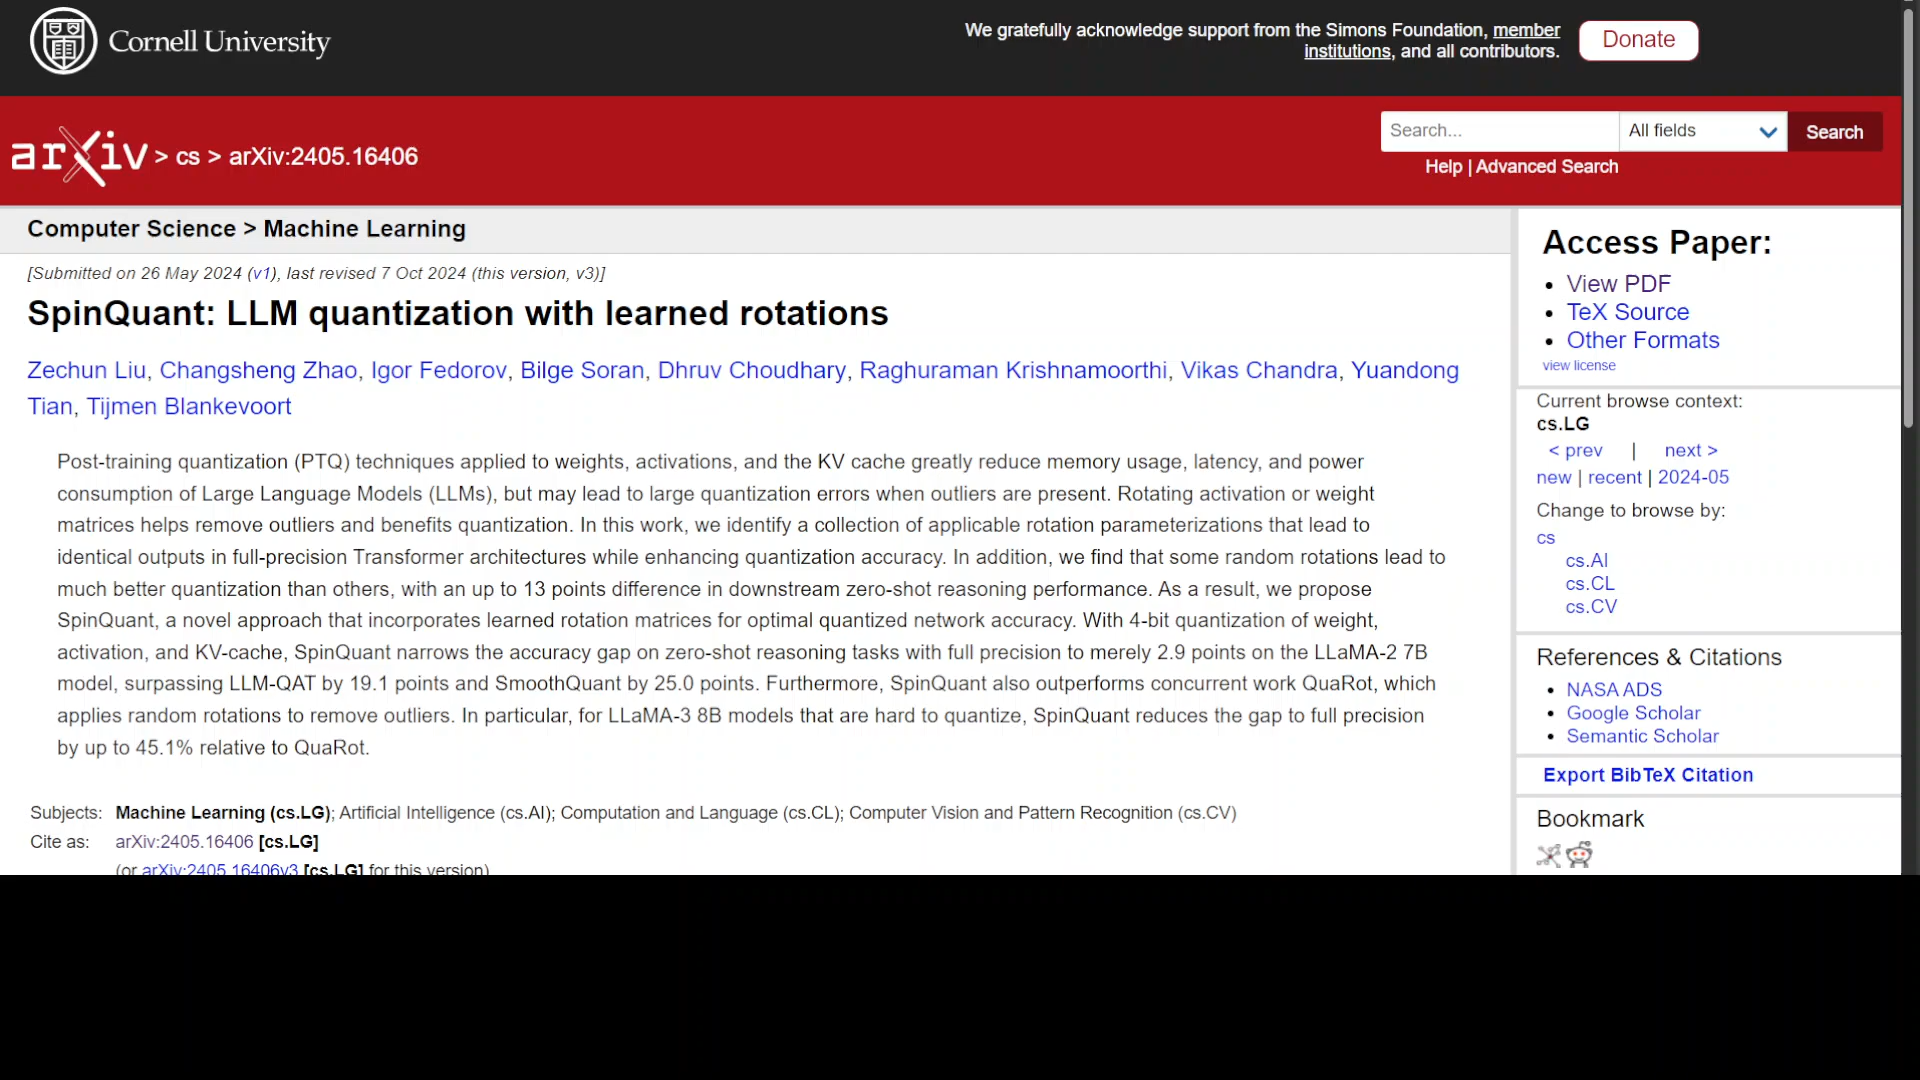 Cornell University
We gratefully acknowledge support from the Simons Foundation, member
institutions, and all contributors.
Donate
arXiv > cs > arXiv:2405.16406
Search...
All fields
Search
Help | Advanced Search
Computer Science > Machine Learning
[Submitted on 26 May 2024 (v1), last revised 7 Oct 2024 (this version, v3)]
SpinQuant: LLM quantization with learned rotations
Zechun Liu, Changsheng Zhao, Igor Fedorov, Bilge Soran, Dhruv Choudhary, Raghuraman Krishnamoorthi, Vikas Chandra, Yuandong
Tian, Tijmen Blankevoort
Post-training quantization (PTQ) techniques applied to weights, activations, and the KV cache greatly reduce memory usage, latency, and power
consumption of Large Language Models (LLMs), but may lead to large quantization errors when outliers are present. Rotating activation or weight
matrices helps remove outliers and benefits quantization. In this work, we identify a collection of applicable rotation parameterizations that lead to
identical outputs in full-precision Transformer architectures while enhancing quantization accuracy. In addition, we find that some random rotations lead to
much better quantization than others, with an up to 13 points difference in downstream zero-shot reasoning performance. As a result, we propose
SpinQuant, a novel approach that incorporates learned rotation matrices for optimal quantized network accuracy. With 4-bit quantization of weight,
activation, and KV-cache, SpinQuant narrows the accuracy gap on zero-shot reasoning tasks with full precision to merely 2.9 points on the LLaMA-2 7B
model, surpassing LLM-QAT by 19.1 points and SmoothQuant by 25.0 points. Furthermore, SpinQuant also outperforms concurrent work QuaRot, which
applies random rotations to remove outliers. In particular, for LLaMA-3 8B models that are hard to quantize, SpinQuant reduces the gap to full precision
by up to 45.1% relative to QuaRot.
Subjects: Machine Learning (cs.LG); Artificial Intelligence (cs.AI); Computation and Language (cs.CL); Computer Vision and Pattern Recognition (cs.CV)
Cite as: arXiv:2405.16406 [cs.LG]
(or arXiv:2405.16406v3 [cs.LG] for this version)
Access Paper:
View PDF
TeX Source
Other Formats
view license
Current browse context:
cs.LG
< prev | next >
new | recent | 2024-05
Change to browse by:
cs
cs.AI
cs.CL
cs.CV
References & Citations
NASA ADS
Google Scholar
Semantic Scholar
Export BibTeX Citation
Bookmark